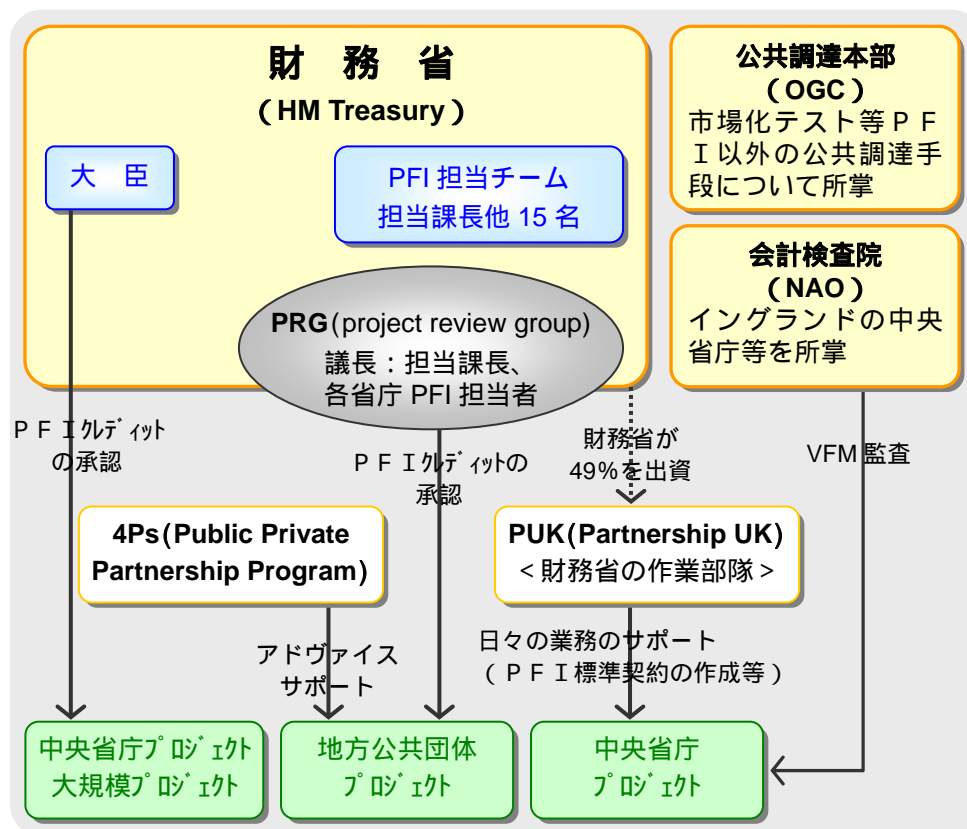 財 務 省
(HM Treasury)
大 臣
PFI 担当チーム
担当課長他 15 名
公共調達本部
(OGC)
市場化テスト等ＰＦ
Ｉ以外の公共調達手
段について所掌
会計検査院
(NAO)
イングランドの中央
省庁等を所掌
PRG(project review group)
議長：担当課長、
各省庁 PFI 担当者
ＰＦＩｸﾚﾃﾞｨｯﾄ
の承認
ＰＦＩｸﾚﾃﾞｨｯﾄの
承認
財務省が
49%を出資
VFM 監査
4Ps(Public Private
Partnership Program)
PUK(Partnership UK)
＜財務省の作業部隊＞
アドヴァイス
サポート
日々の業務のサポート
（ＰＦＩ標準契約の作成等）
中央省庁ﾌﾟﾛｼﾞｪｸﾄ
大規模ﾌﾟﾛｼﾞｪｸﾄ
地方公共団体
ﾌﾟﾛｼﾞｪｸﾄ
中央省庁
ﾌﾟﾛｼﾞｪｸﾄ